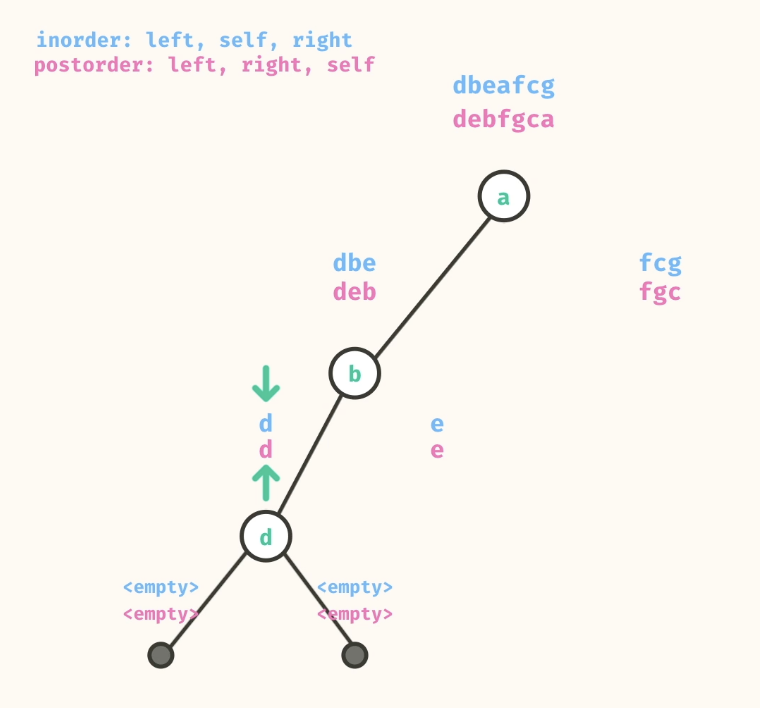 inorder: left, self, right
postorder: left, right, self
dbeafcg
debfgca
a
dbe
deb
fcg
fgc
b
d
d
e
e
d
<empty>
<empty>
<empty>
<empty>